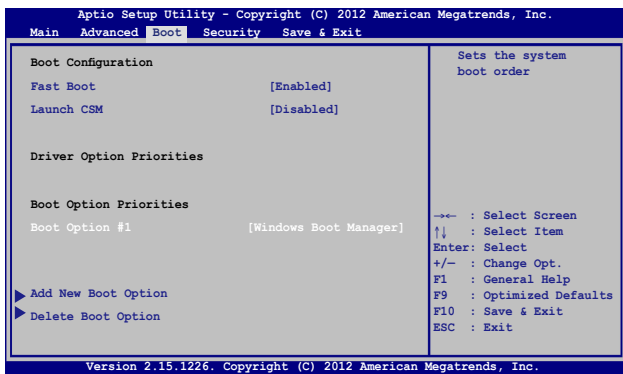 Aptio Setup Utility - Copyright (C) 2012 American Megatrends, Inc.
Main Advanced Boot Security Save & Exit
Boot Configuration
Fast Boot [Enabled]
Launch CSM [Disabled]
Driver Option Priorities
Boot Option Priorities
Boot Option #1 [Windows Boot Manager]
Add New Boot Option
Delete Boot Option
Sets the system
boot order
→← : Select Screen
↑↓ : Select Item
Enter: Select
+/— : Change Opt.
F1 : General Help
F9 : Optimized Defaults
F10 : Save & Exit
ESC : Exit
Version 2.15.1226. Copyright (C) 2012 American Megatrends, Inc.